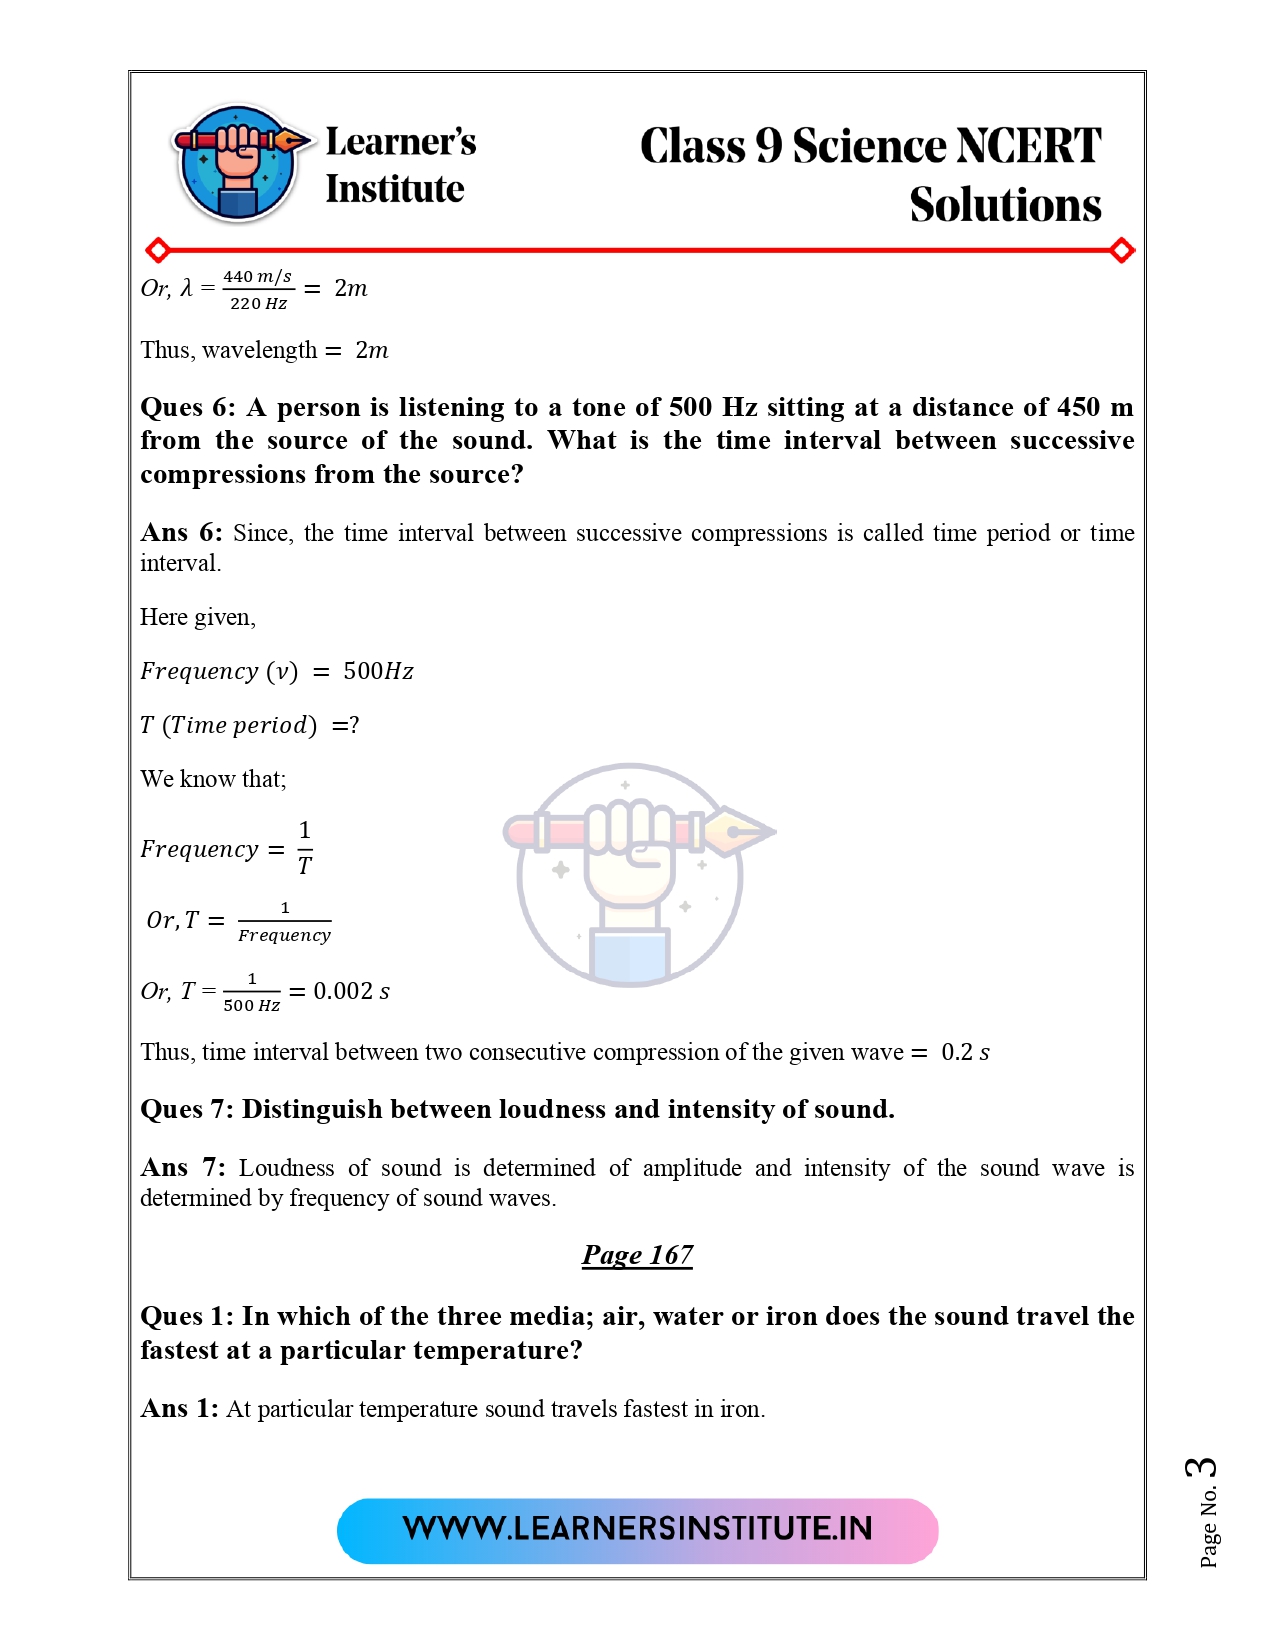 Learner's
Institute
Class 9 Science NCERT
Solutions
Or, λ = 440 m/s / 220 Hz = 2m
Thus, wavelength = 2m
Ques 6: A person is listening to a tone of 500 Hz sitting at a distance of 450 m
from the source of the sound. What is the time interval between successive
compressions from the source?
Ans 6: Since, the time interval between successive compressions is called time period or time
interval.
Here given,
Frequency (ν) = 500Hz
T (Time period) =?
We know that;
Frequency = 1 / T
Or, T = 1 / Frequency
Or, T = 1 / 500 Hz = 0.002 s
Thus, time interval between two consecutive compression of the given wave = 0.2 s
Ques 7: Distinguish between loudness and intensity of sound.
Ans 7: Loudness of sound is determined of amplitude and intensity of the sound wave is
determined by frequency of sound waves.
Page 167
Ques 1: In which of the three media; air, water or iron does the sound travel the
fastest at a particular temperature?
Ans 1: At particular temperature sound travels fastest in iron.
WWW.LEARNERSINSTITUTE.IN
Page No. 3